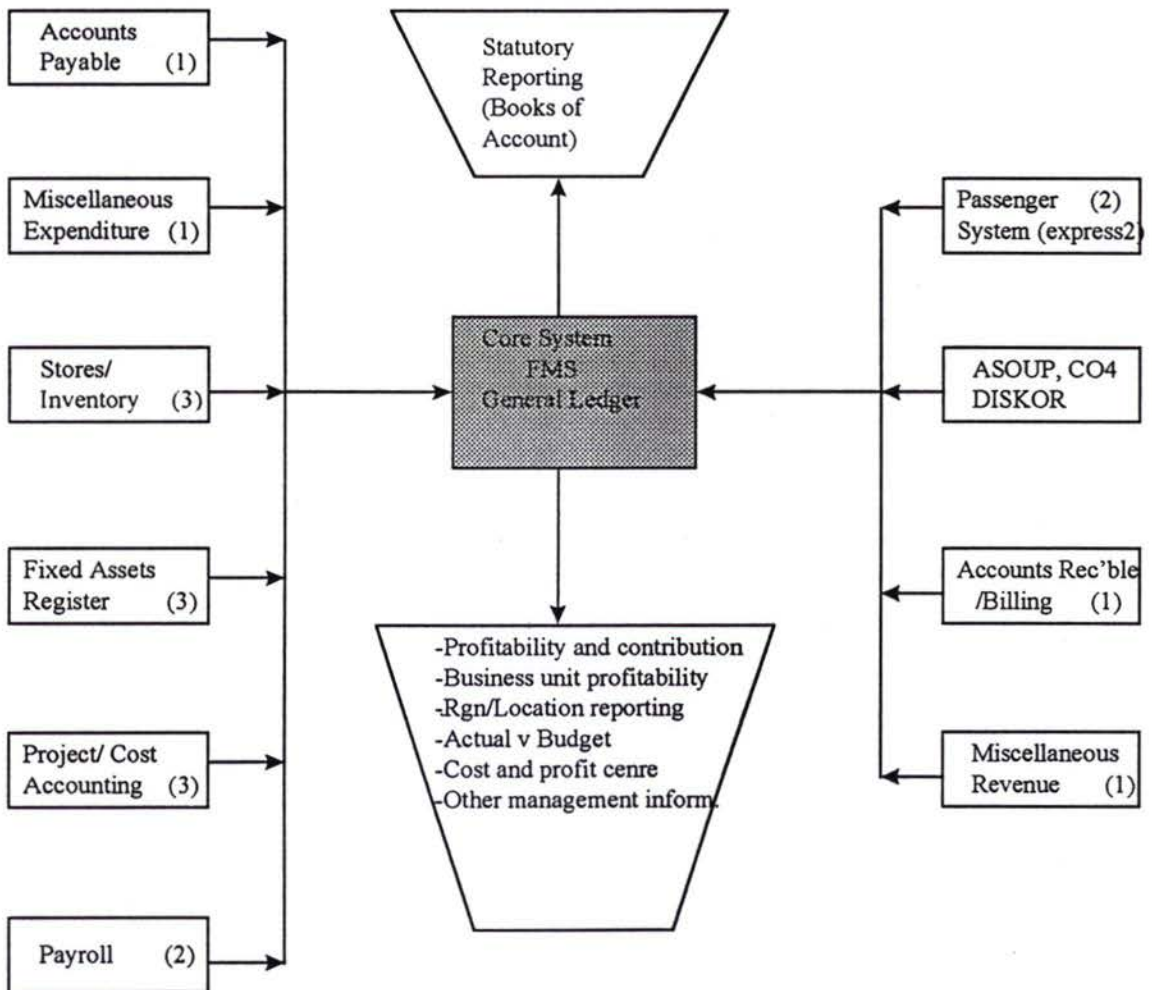 Accounts
Payable (1)
Miscellaneous
Expenditure (1)
Stores/
Inventory (3)
Fixed Assets
Register (3)
Project/ Cost
Accounting (3)
Payroll (2)
Statutory
Reporting
(Books of
Account)
Core System
FMS
General Ledger
-Profitability and contribution
-Business unit profitability
-Rgn/Location reporting
-Actual v Budget
-Cost and profit cenre
-Other management inform.
Passenger (2)
System (express2)
ASOUP, CO4
DISKOR
Accounts Rec'ble
/Billing (1)
Miscellaneous
Revenue (1)